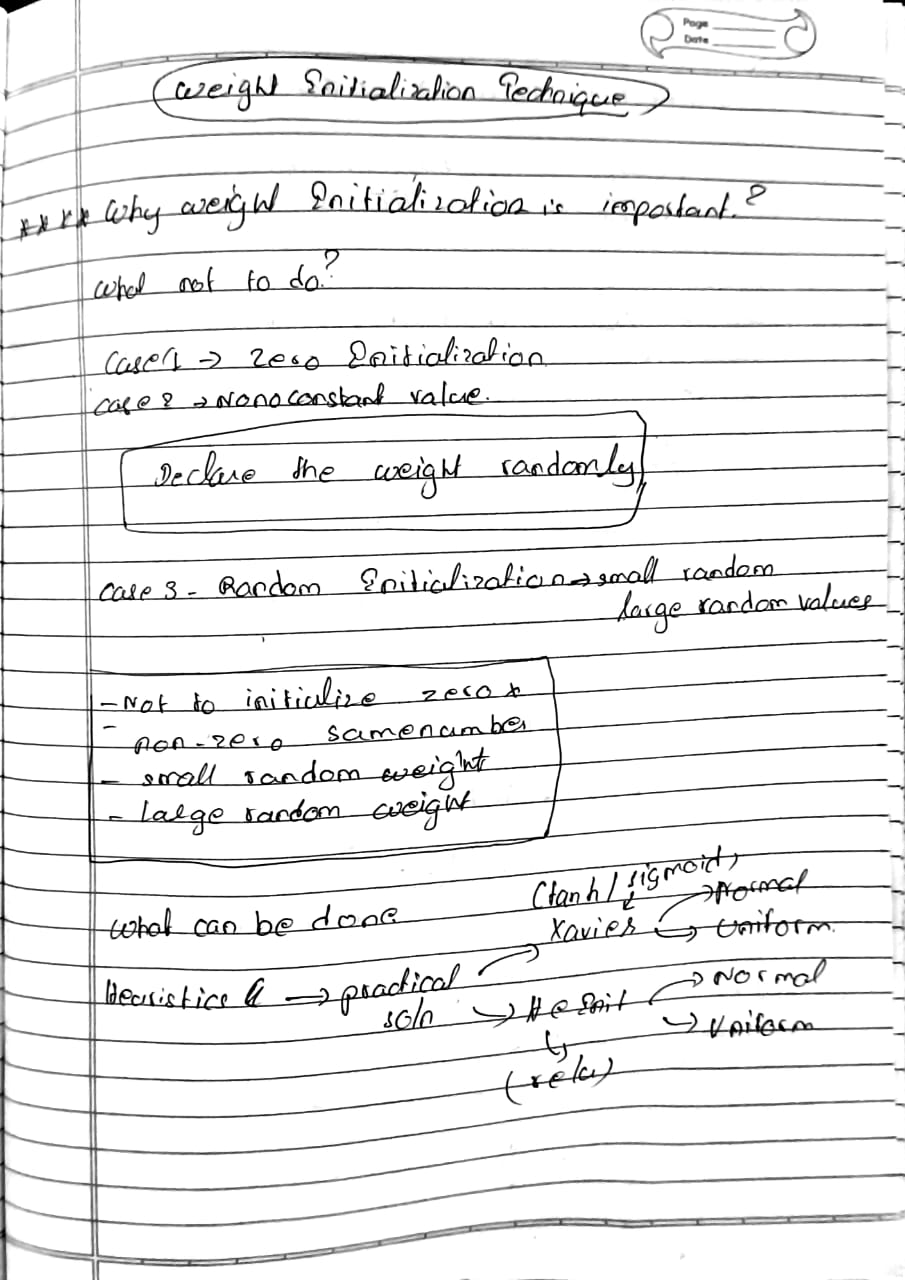 Page
Date
Weight Initialization Technique
**** Why weight Initialization is important?
What not to do?
Case 1 → Zero Initialization
Case 2 → Nonoconstant value.
Declare the weight randomly
Case 3 - Random Initialization → small random
large random values
- Not to initialize zero x
- non-zero samenumber
- small random weight
- Large random weight
(tanh / sigmoid)
What can be done Xavier → Normal
→ Uniform.
Heuristics → practical
soln → He Init → Normal
→ Uniform
(relu)